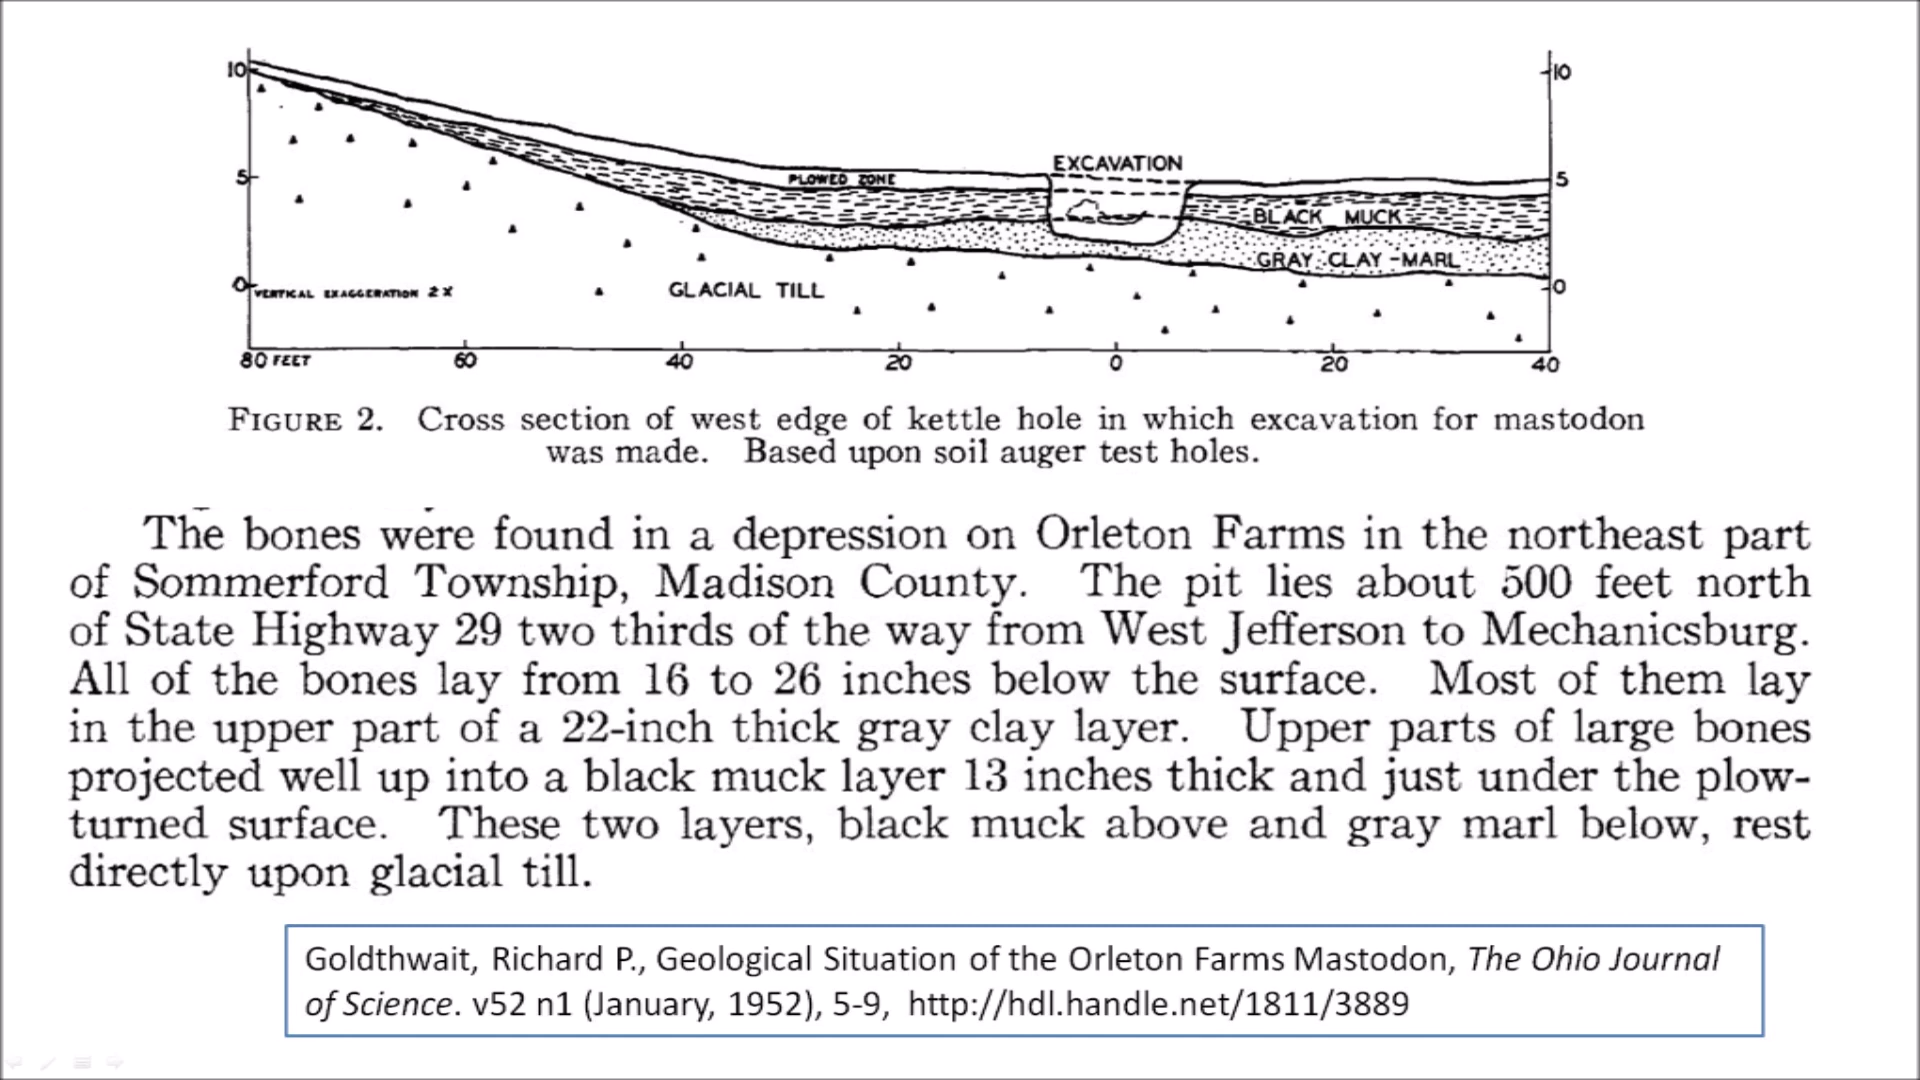 10
10
EXCAVATION
5
PLOWED ZONE
5
BLACK MUCK
GRAY CLAY-MARL
0
VERTICAL EXAGGERATION 2X
GLACIAL TILL
0
80 FEET 60 40 20 0 20 40
FIGURE 2. Cross section of west edge of kettle hole in which excavation for mastodon
was made. Based upon soil auger test holes.
The bones were found in a depression on Orleton Farms in the northeast part
of Sommerford Township, Madison County. The pit lies about 500 feet north
of State Highway 29 two thirds of the way from West Jefferson to Mechanicsburg.
All of the bones lay from 16 to 26 inches below the surface. Most of them lay
in the upper part of a 22-inch thick gray clay layer. Upper parts of large bones
projected well up into a black muck layer 13 inches thick and just under the plow-
turned surface. These two layers, black muck above and gray marl below, rest
directly upon glacial till.
Goldthwait, Richard P., Geological Situation of the Orleton Farms Mastodon, The Ohio Journal
of Science. v52 n1 (January, 1952), 5-9, http://hdl.handle.net/1811/3889